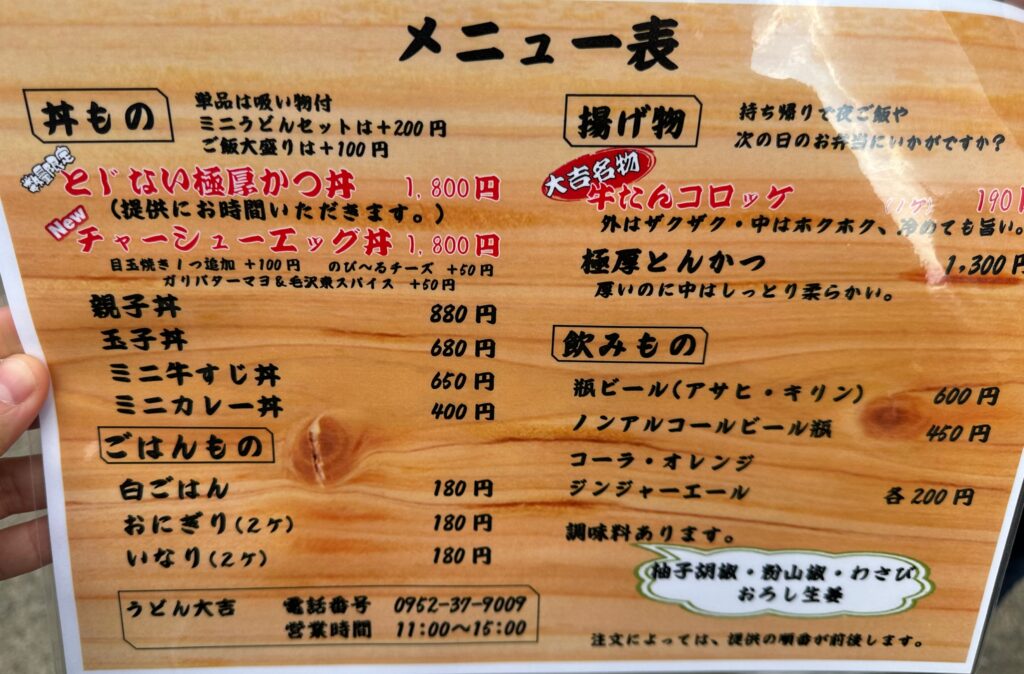 メニュー表
丼もの
単品は吸い物付
ミニうどんセットは+200円
ご飯大盛りは+100円
数量限定
とじない極厚かつ丼 1,800円
(提供にお時間いただきます。)
New
チャーシューエッグ丼 1,800円
目玉焼き1つ追加 +100円 のび〜るチーズ +50円
ガリバターマヨ&毛沢東スパイス +50円
親子丼 880円
玉子丼 680円
ミニ牛すじ丼 650円
ミニカレー丼 400円
ごはんもの
白ごはん 180円
おにぎり(2ケ) 180円
いなり(2ケ) 180円
うどん大吉 電話番号 0952-37-9009
営業時間 11:00〜15:00
揚げ物
持ち帰りで夜ご飯や
次の日のお弁当にいかがですか?
大吉名物
牛たんコロッケ (1ケ) 190円
外はザクザク・中はホクホク、冷めても旨い。
極厚とんかつ 1,300円
厚いのに中はしっとり柔らかい。
飲みもの
瓶ビール(アサヒ・キリン) 600円
ノンアルコールビール瓶 450円
コーラ・オレンジ
ジンジャーエール 各200円
調味料あります。
柚子胡椒・粉山椒・わさび
おろし生姜
注文によっては、提供の順番が前後します。